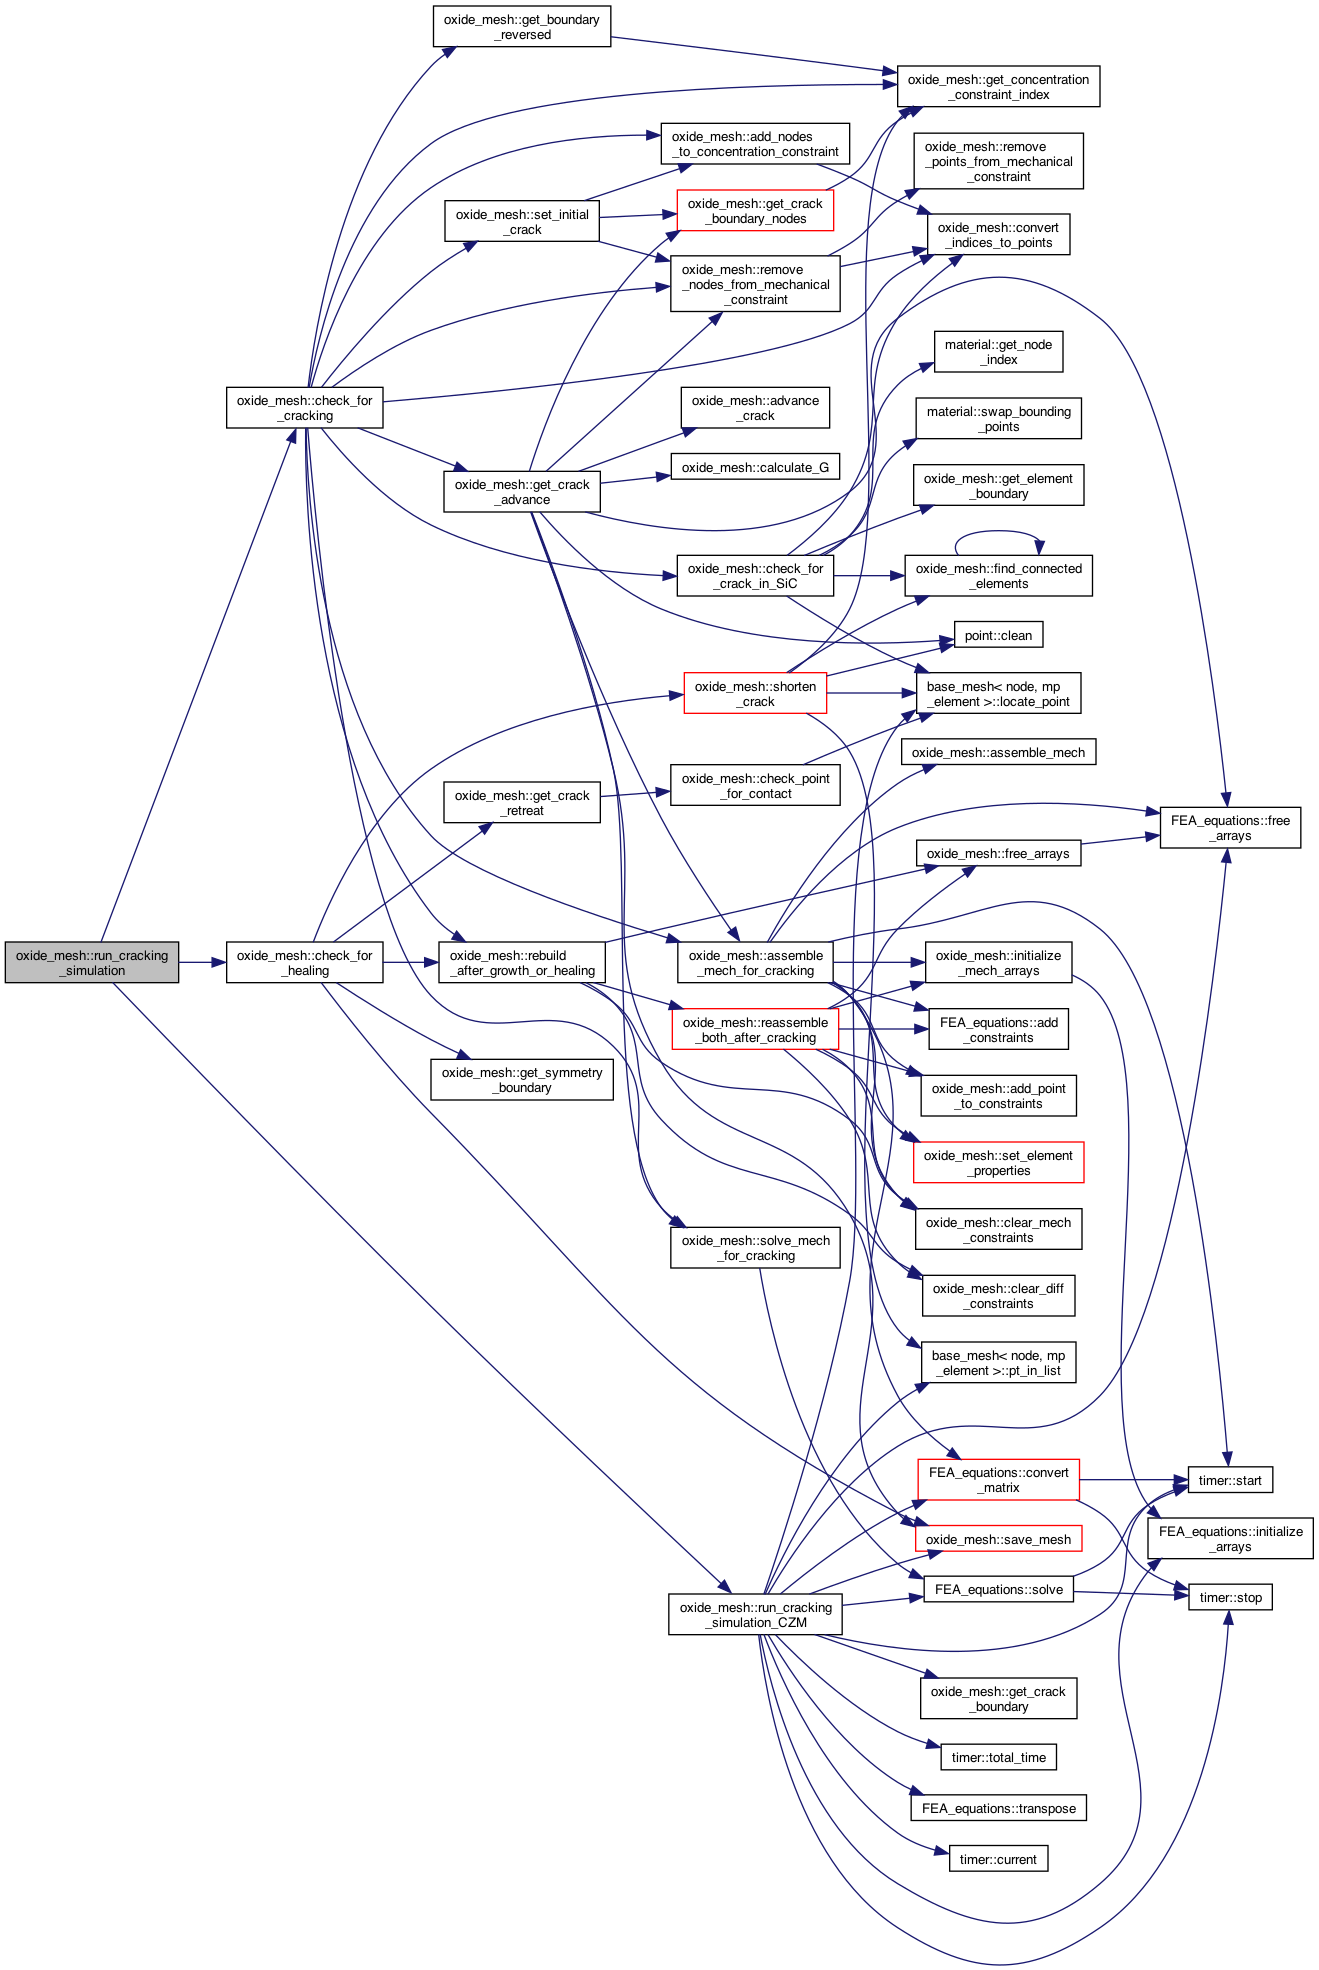 oxide_mesh::get_boundary
_reversed
oxide_mesh::get_concentration
_constraint_index
oxide_mesh::add_nodes
_to_concentration_constraint
oxide_mesh::remove
_points_from_mechanical
_constraint
oxide_mesh::set_initial
_crack
oxide_mesh::get_crack
_boundary_nodes
oxide_mesh::convert
_indices_to_points
oxide_mesh::remove
_nodes_from_mechanical
_constraint
material::get_node
_index
oxide_mesh::check_for
_cracking
oxide_mesh::advance
_crack
material::swap_bounding
_points
oxide_mesh::calculate_G
oxide_mesh::get_crack
_advance
oxide_mesh::get_element
_boundary
oxide_mesh::check_for
_crack_in_SiC
oxide_mesh::find_connected
_elements
point::clean
oxide_mesh::shorten
_crack
base_mesh< node, mp
_element >::locate_point
oxide_mesh::assemble_mech
oxide_mesh::get_crack
_retreat
oxide_mesh::check_point
_for_contact
FEA_equations::free
_arrays
oxide_mesh::free_arrays
oxide_mesh::run_cracking
_simulation
oxide_mesh::check_for
_healing
oxide_mesh::rebuild
_after_growth_or_healing
oxide_mesh::assemble
_mech_for_cracking
oxide_mesh::initialize
_mech_arrays
oxide_mesh::reassemble
_both_after_cracking
FEA_equations::add
_constraints
oxide_mesh::get_symmetry
_boundary
oxide_mesh::add_point
_to_constraints
oxide_mesh::set_element
_properties
oxide_mesh::clear_mech
_constraints
oxide_mesh::solve_mech
_for_cracking
oxide_mesh::clear_diff
_constraints
base_mesh< node, mp
_element >::pt_in_list
FEA_equations::convert
_matrix
timer::start
oxide_mesh::save_mesh
FEA_equations::initialize
_arrays
FEA_equations::solve
timer::stop
oxide_mesh::run_cracking
_simulation_CZM
oxide_mesh::get_crack
_boundary
timer::total_time
FEA_equations::transpose
timer::current